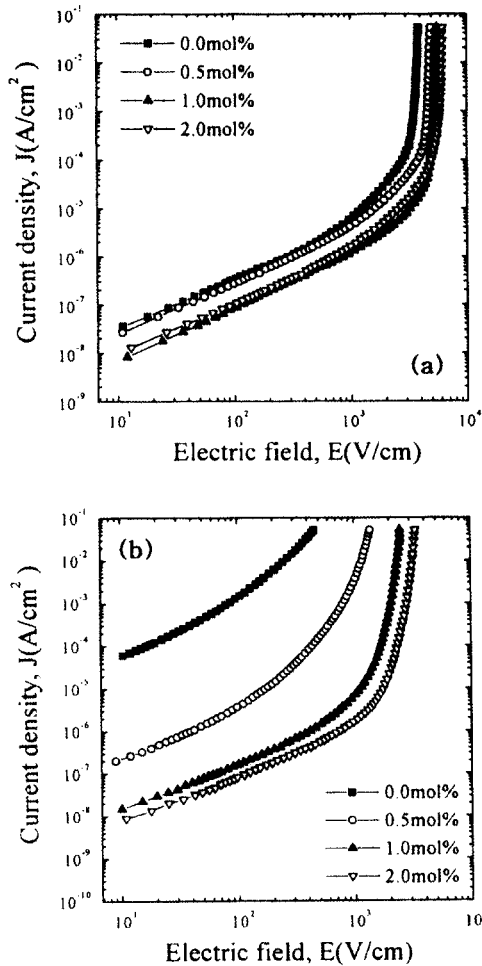 10⁻¹
10⁻²
10⁻³
10⁻⁴
10⁻⁵
10⁻⁶
10⁻⁷
10⁻⁸
10⁻⁹
Current density, J(A/cm²)
0.0mol%
0.5mol%
1.0mol%
2.0mol%
(a)
10¹ 10² 10³ 10⁴
Electric field, E(V/cm)
10⁻¹
10⁻²
10⁻³
10⁻⁴
10⁻⁵
10⁻⁶
10⁻⁷
10⁻⁸
10⁻⁹
10⁻¹⁰
Current density, J(A/cm²)
(b)
0.0mol%
0.5mol%
1.0mol%
2.0mol%
10¹ 10² 10³ 10
Electric field, E(V/cm)